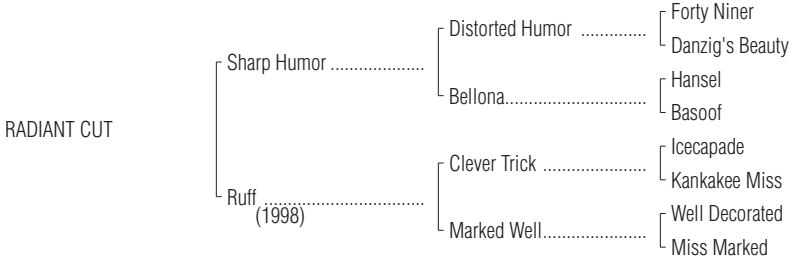 Forty Niner
Distorted Humor ..............
Danzig's Beauty
Sharp Humor ....................
Hansel
Bellona..............................
Basoof
RADIANT CUT
Icecapade
Clever Trick ......................
Kankakee Miss
Ruff ..................................
(1998)
Well Decorated
Marked Well......................
Miss Marked